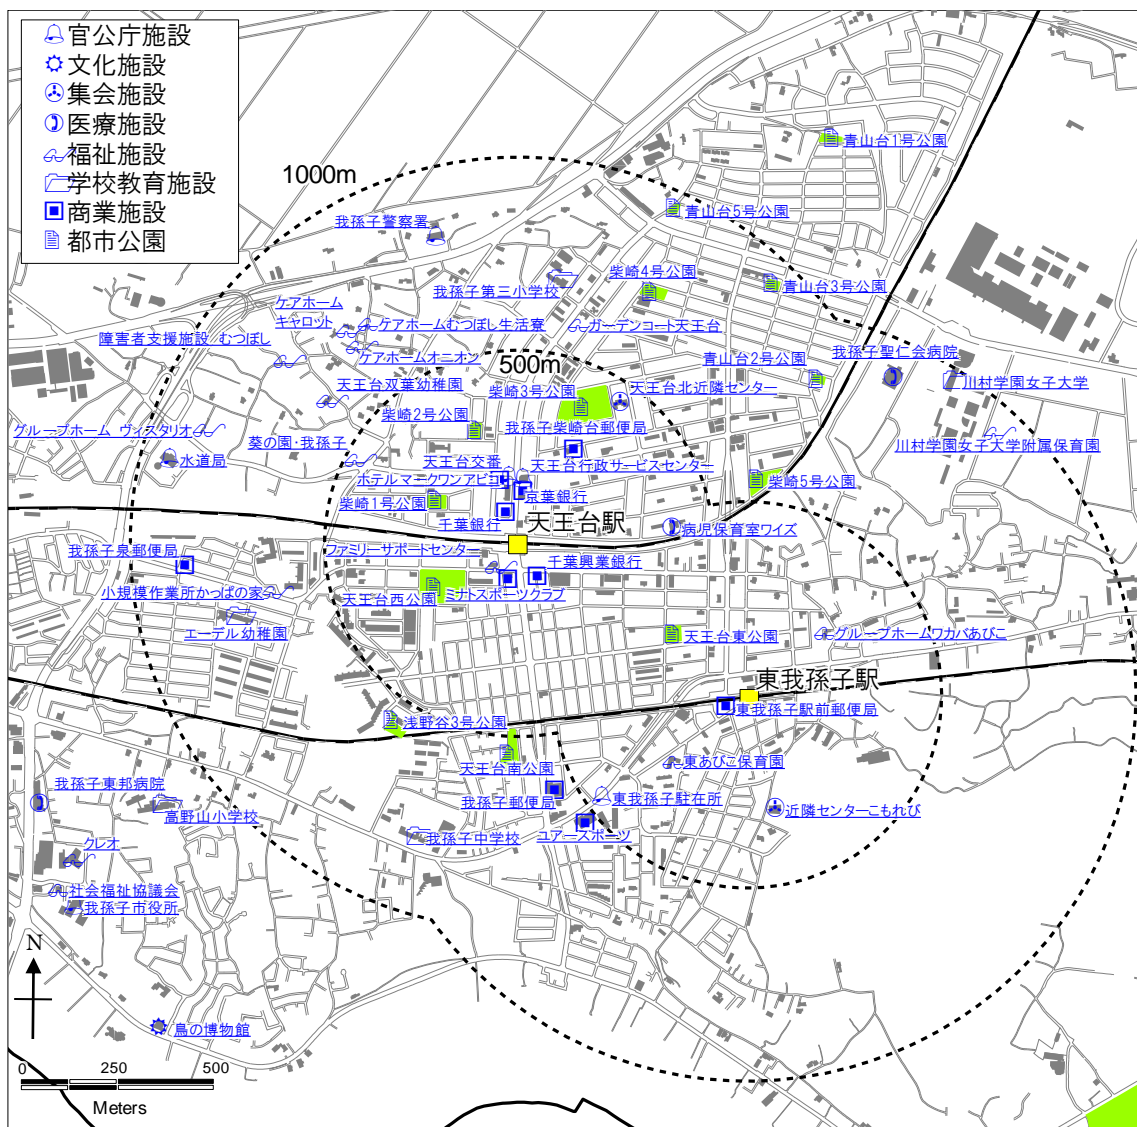 官公庁施設
文化施設
集会施設
医療施設
福祉施設
学校教育施設
商業施設
都市公園
1000m
500m
青山台1号公園
青山台5号公園
我孫子警察署
我孫子第三小学校
柴崎4号公園
青山台3号公園
ケアホーム
キャロット
ケアホームむつぼし生活寮
ガーデンコート天王台
障害者支援施設 むつぼし
ケアホームオニオン
青山台2号公園
我孫子聖仁会病院
川村学園女子大学
天王台双葉幼稚園
柴崎3号公園
天王台北近隣センター
柴崎2号公園
我孫子柴崎台郵便局
グループホーム ヴィスタリオ
葵の園・我孫子
川村学園女子大学附属保育園
水道局
天王台交番
天王台行政サービスセンター
ホテルマークワンアビコ
京葉銀行
柴崎5号公園
柴崎1号公園
千葉銀行
天王台駅
病児保育室ワイズ
我孫子泉郵便局
ファミリーサポートセンター
千葉興業銀行
小規模作業所かっぱの家
天王台西公園
ミナトスポーツクラブ
エーデル幼稚園
天王台東公園
グループホームワカバあびこ
東我孫子駅
東我孫子駅前郵便局
浅野谷3号公園
天王台南公園
東あびこ保育園
我孫子東邦病院
我孫子郵便局
東我孫子駐在所
高野山小学校
近隣センターこもれび
我孫子中学校
ユアースポーツ
クレオ
社会福祉協議会
我孫子市役所
N
鳥の博物館
0 250 500
Meters